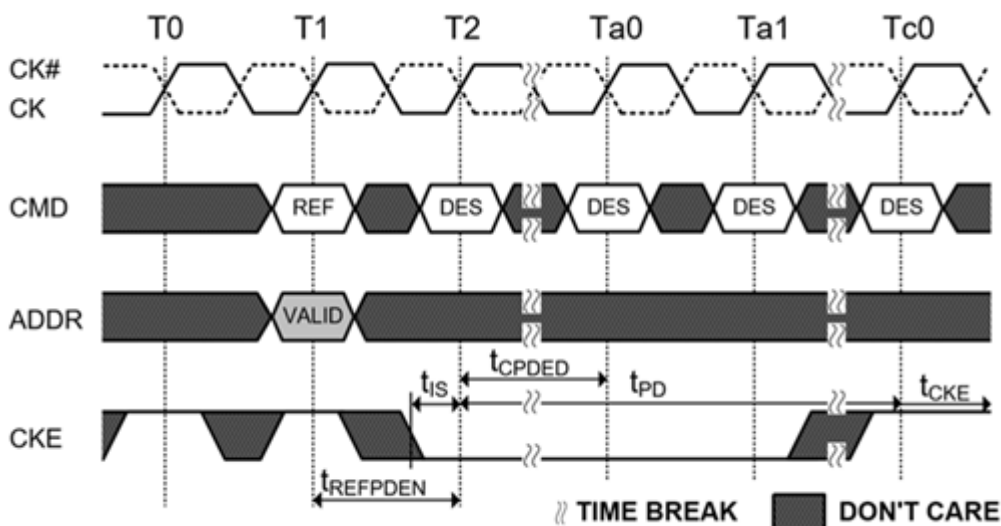 T0 T1 T2 Ta0 Ta1 Tc0
CK#
CK
CMD REF DES DES DES DES
ADDR VALID
tIS tCPDED tPD tCKE
CKE
tREFPDEN
TIME BREAK DON'T CARE